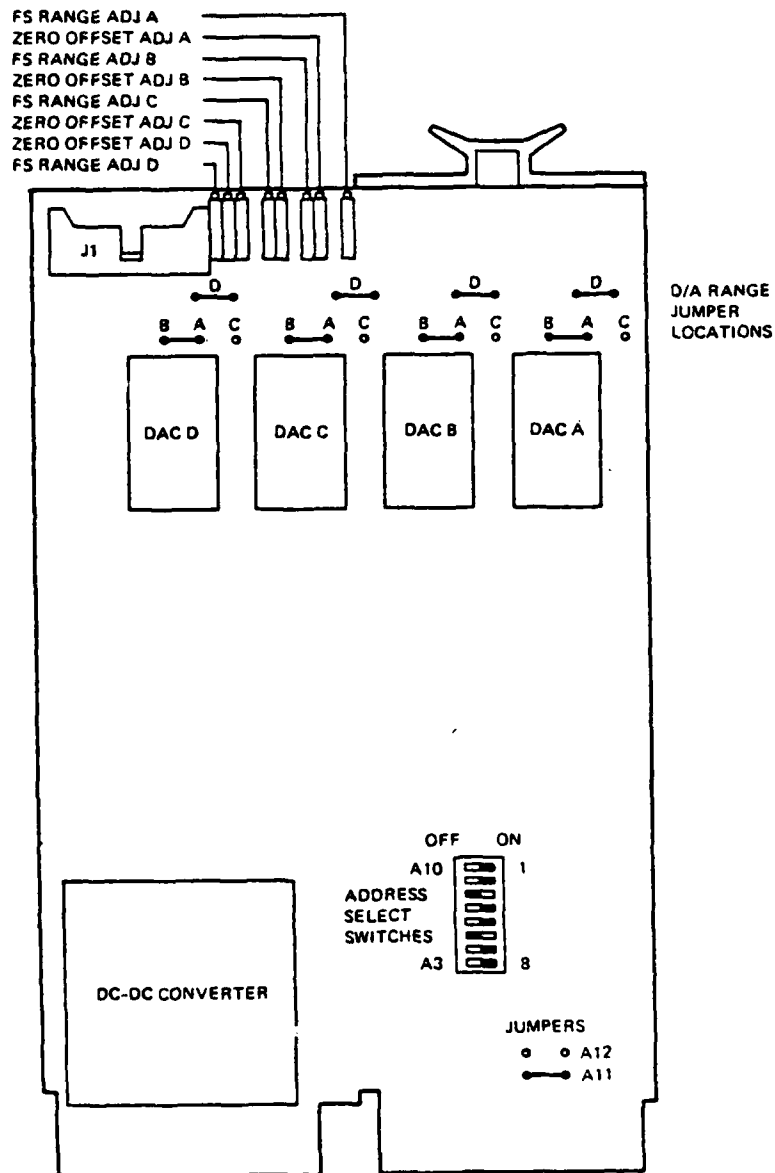 FS RANGE ADJ A
ZERO OFFSET ADJ A
FS RANGE ADJ B
ZERO OFFSET ADJ B
FS RANGE ADJ C
ZERO OFFSET ADJ C
ZERO OFFSET ADJ D
FS RANGE ADJ D
J1
D D D D
D/A RANGE
JUMPER
LOCATIONS
B A C B A C B A C B A C
DAC D DAC C DAC B DAC A
OFF ON
A10 1
ADDRESS
SELECT
SWITCHES
A3 8
DC-DC CONVERTER
JUMPERS
A12
A11